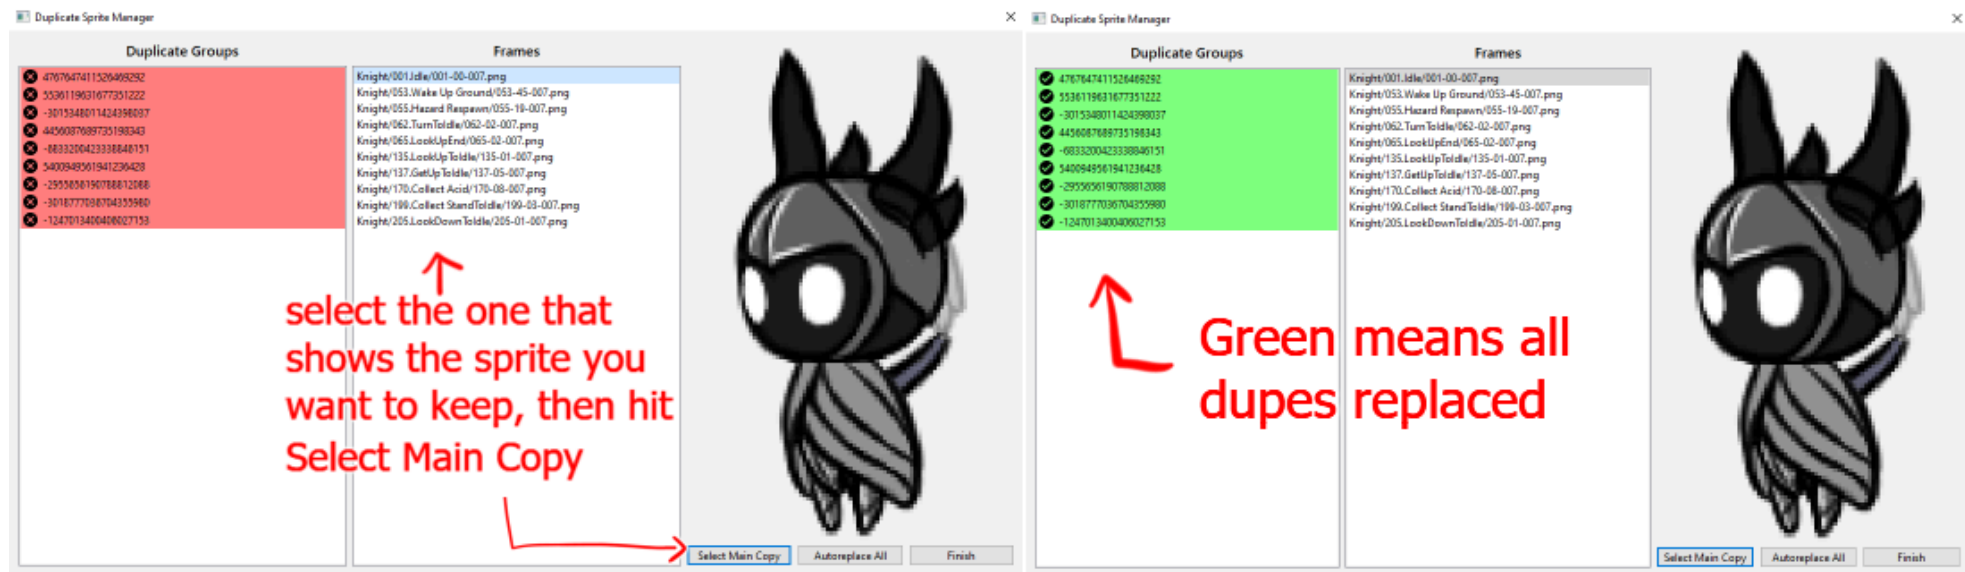 Duplicate Sprite Manager
Duplicate Groups
4767647411526469292
5536119631677351222
-3015348011424398037
4456087689735198343
-6833200423338846151
5400949561941236428
-2955656190788812088
-3018777036704355980
-1247013400406027153
Frames
Knight/001.Idle/001-00-007.png
Knight/053.Wake Up Ground/053-45-007.png
Knight/055.Hazard Respawn/055-19-007.png
Knight/062.TurnToIdle/062-02-007.png
Knight/065.LookUpEnd/065-02-007.png
Knight/135.LookUpToIdle/135-01-007.png
Knight/137.GetUpToIdle/137-05-007.png
Knight/170.Collect Acid/170-08-007.png
Knight/199.Collect StandToIdle/199-03-007.png
Knight/205.LookDownToIdle/205-01-007.png
select the one that
shows the sprite you
want to keep, then hit
Select Main Copy
Select Main Copy
Autoreplace All
Finish
Duplicate Sprite Manager
Duplicate Groups
4767647411526469292
5536119631677351222
-3015348011424398037
4456087689735198343
-6833200423338846151
5400949561941236428
-2955656190788812088
-3018777036704355980
-1247013400406027153
Frames
Knight/001.Idle/001-00-007.png
Knight/053.Wake Up Ground/053-45-007.png
Knight/055.Hazard Respawn/055-19-007.png
Knight/062.TurnToIdle/062-02-007.png
Knight/065.LookUpEnd/065-02-007.png
Knight/135.LookUpToIdle/135-01-007.png
Knight/137.GetUpToIdle/137-05-007.png
Knight/170.Collect Acid/170-08-007.png
Knight/199.Collect StandToIdle/199-03-007.png
Knight/205.LookDownToIdle/205-01-007.png
Green means all
dupes replaced
Select Main Copy
Autoreplace All
Finish